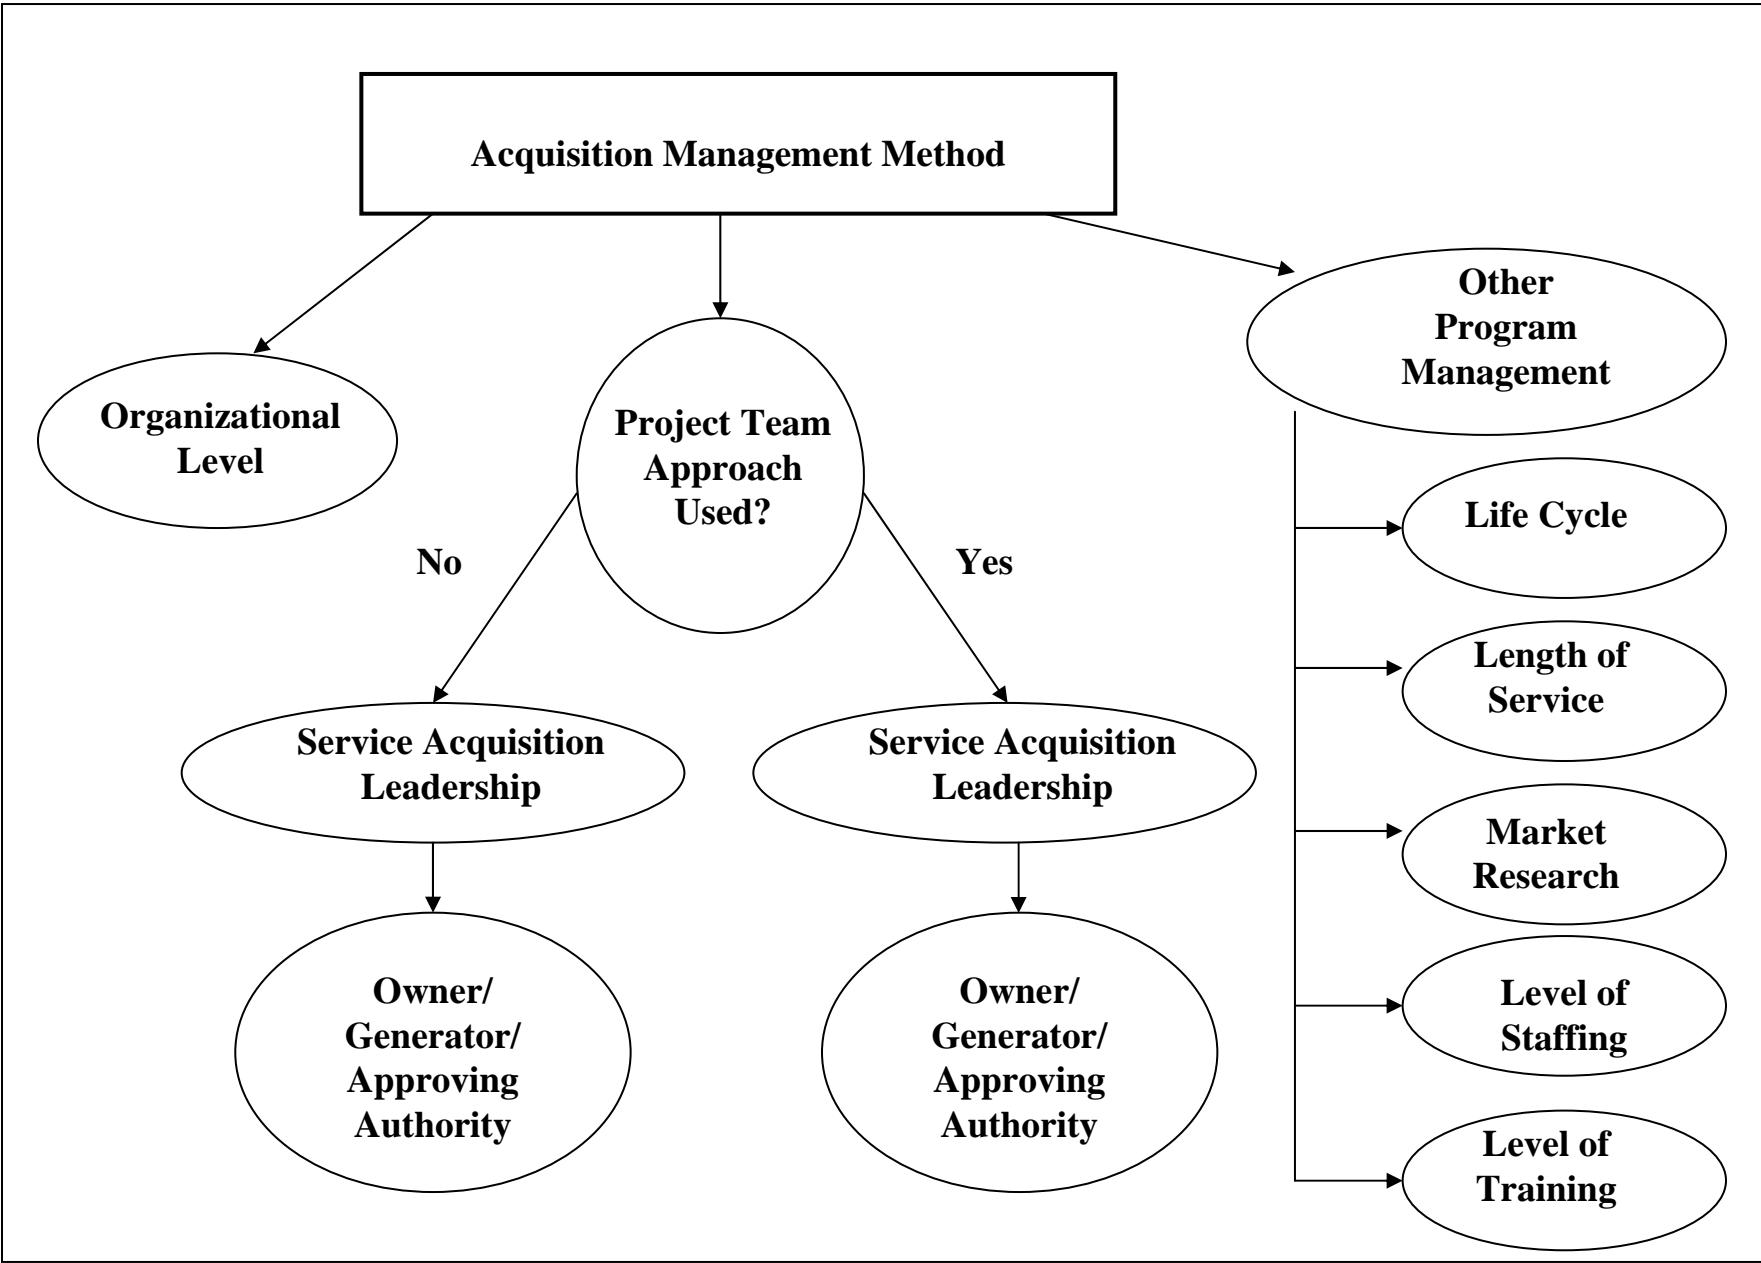 Acquisition Management Method
Organizational
Level
Project Team
Approach
Used?
Other
Program
Management
No
Yes
Service Acquisition
Leadership
Service Acquisition
Leadership
Owner/
Generator/
Approving
Authority
Owner/
Generator/
Approving
Authority
Life Cycle
Length of
Service
Market
Research
Level of
Staffing
Level of
Training